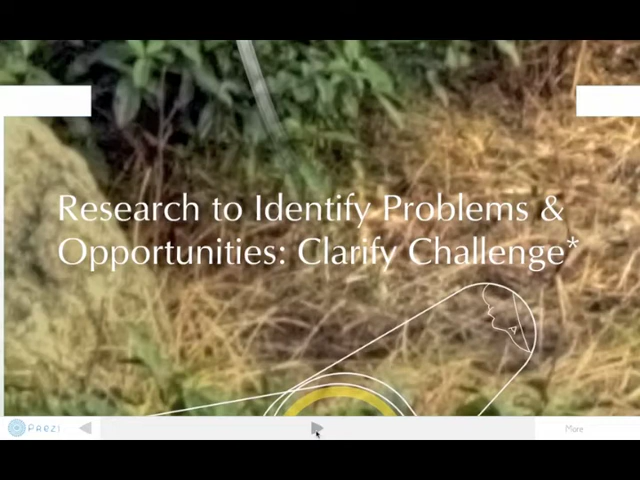 Research to Identify Problems &
Opportunities: Clarify Challenge*
A
PREZI
More